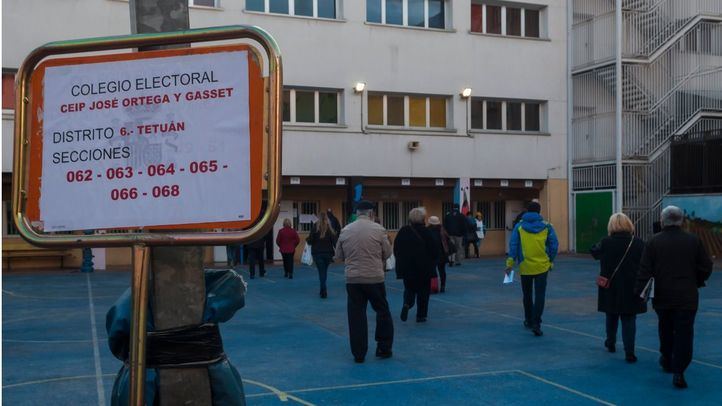 COLEGIO ELECTORAL
CEIP JOSÉ ORTEGA Y GASSET
DISTRITO 6.- TETUÁN
SECCIONES
062 - 063 - 064 - 065 -
066 - 068